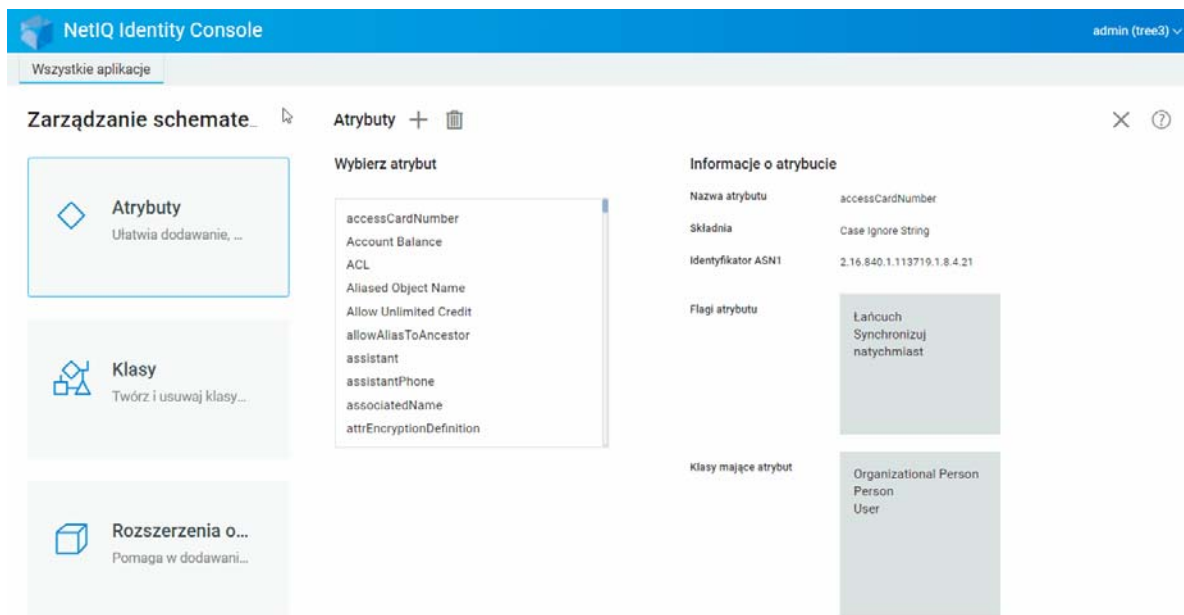 NetIQ Identity Console
admin (tree3)
Wszystkie aplikacje
Zarządzanie schemate...
Atrybuty
Ułatwia dodawanie, ...
Klasy
Twórz i usuwaj klasy...
Rozszerzenia o...
Pomaga w dodawani...
Atrybuty
Wybierz atrybut
accessCardNumber
Account Balance
ACL
Aliased Object Name
Allow Unlimited Credit
allowAliasToAncestor
assistant
assistantPhone
associatedName
attrEncryptionDefinition
Informacje o atrybucie
Nazwa atrybutu accessCardNumber
Składnia Case Ignore String
Identyfikator ASN1 2.16.840.1.113719.1.8.4.21
Flagi atrybutu
Łańcuch
Synchronizuj
natychmiast
Klasy mające atrybut
Organizational Person
Person
User